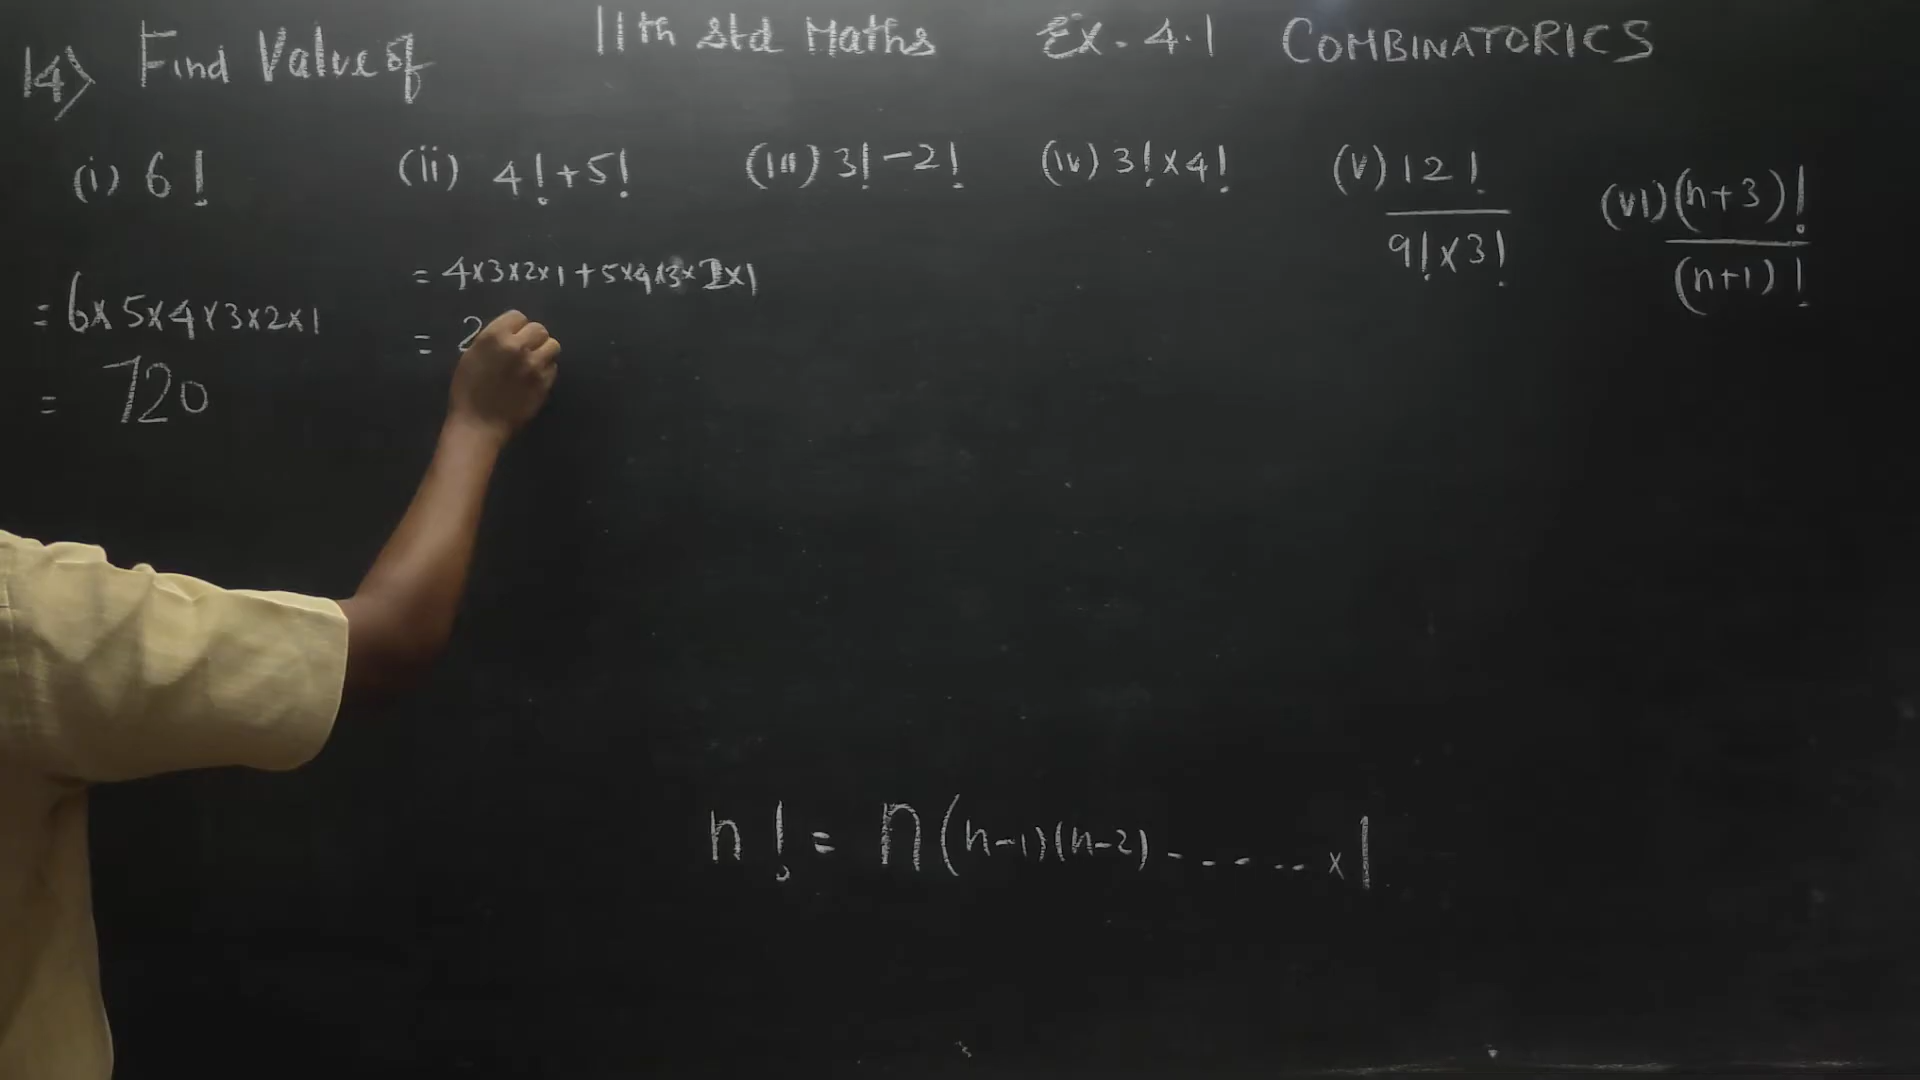 11th Std Maths Ex - 4.1 COMBINATORICS
14) Find Value of
(i) 6!
= 6×5×4×3×2×1
= 720
(ii) 4!+5!
= 4×3×2×1+5×4×3×2×1
= 2
(iii) 3!-2!
(iv) 3!×4!
(v) 12!
9!×3!
(vi) (n+3)!
(n+1)!
n! = n(n-1)(n-2)-......×1